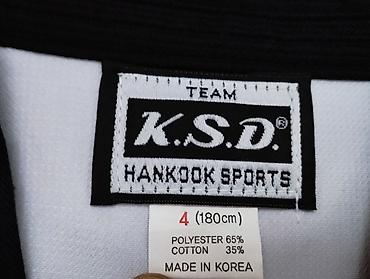 TEAM
K.S.D.®
HANKOOK SPORTS
4 (180cm)
POLYESTER 65%
COTTON 35%
MADE IN KOREA